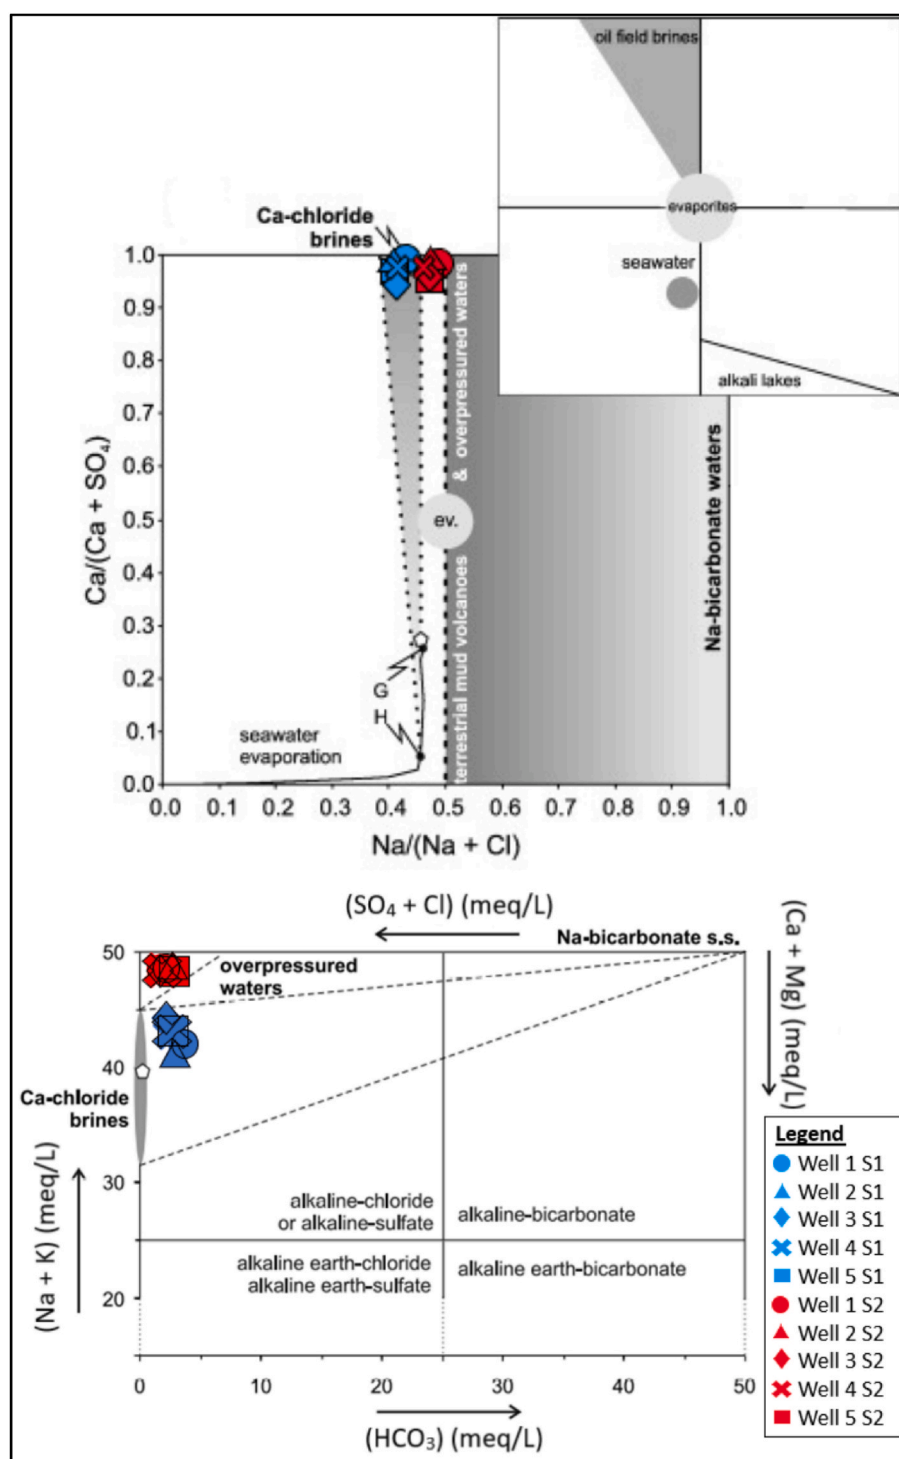 oil field brines
evaporites
seawater
alkali lakes
Ca-chloride
brines
1.0
0.9
0.8
0.7
0.6
0.5
0.4
0.3
0.2
0.1
0.0
Ca/(Ca + SO₄)
ev.
G
H
seawater
evaporation
terrestrial mud volcanoes & overpressured waters
Na-bicarbonate waters
0.0 0.1 0.2 0.3 0.4 0.5 0.6 0.7 0.8 0.9 1.0
Na/(Na + Cl)
(SO₄ + Cl) (meq/L)
(Ca + Mg) (meq/L)
Na-bicarbonate s.s.
50
overpressured
waters
40
Ca-chloride
brines
30
(Na + K) (meq/L)
alkaline-chloride
or alkaline-sulfate
alkaline-bicarbonate
alkaline earth-chloride
alkaline earth-sulfate
alkaline earth-bicarbonate
20
0 10 20 30 40 50
(HCO₃) (meq/L)
Legend
Well 1 S1
Well 2 S1
Well 3 S1
Well 4 S1
Well 5 S1
Well 1 S2
Well 2 S2
Well 3 S2
Well 4 S2
Well 5 S2